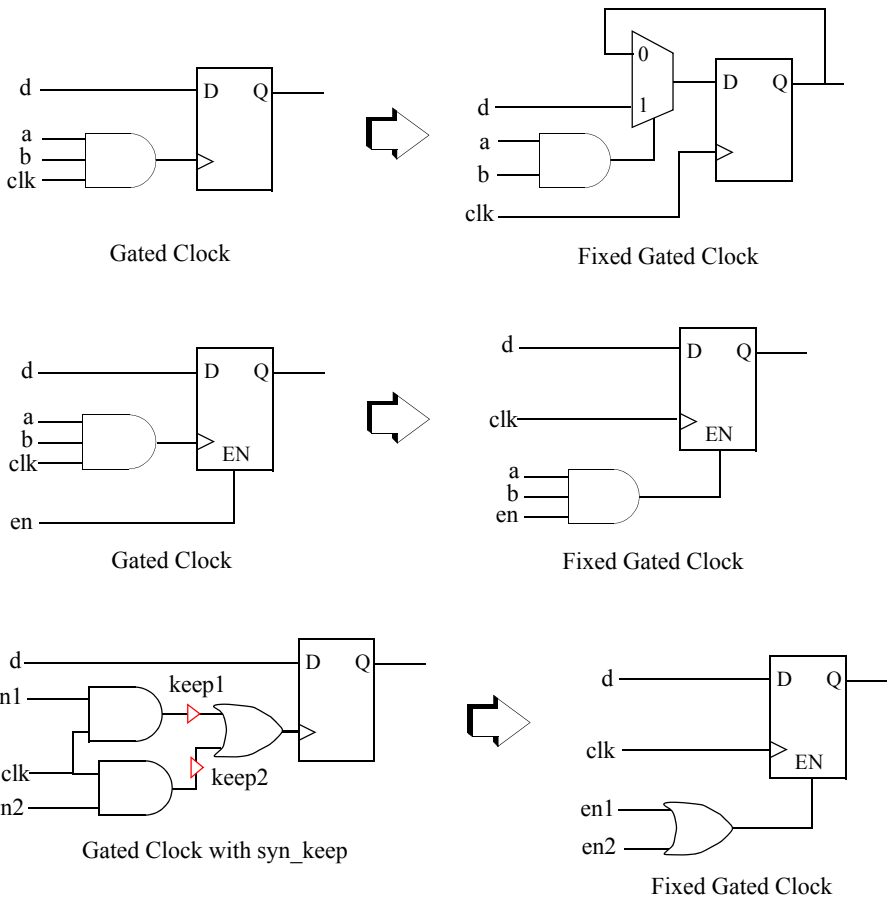 d
D Q
a
b
clk
Gated Clock
0
1
d
D Q
a
b
clk
Fixed Gated Clock
d
D Q
a
b
clk
EN
en
Gated Clock
d
D Q
clk
EN
a
b
en
Fixed Gated Clock
d
D Q
n1
keep1
clk
keep2
n2
Gated Clock with syn_keep
d
D Q
clk
EN
en1
en2
Fixed Gated Clock